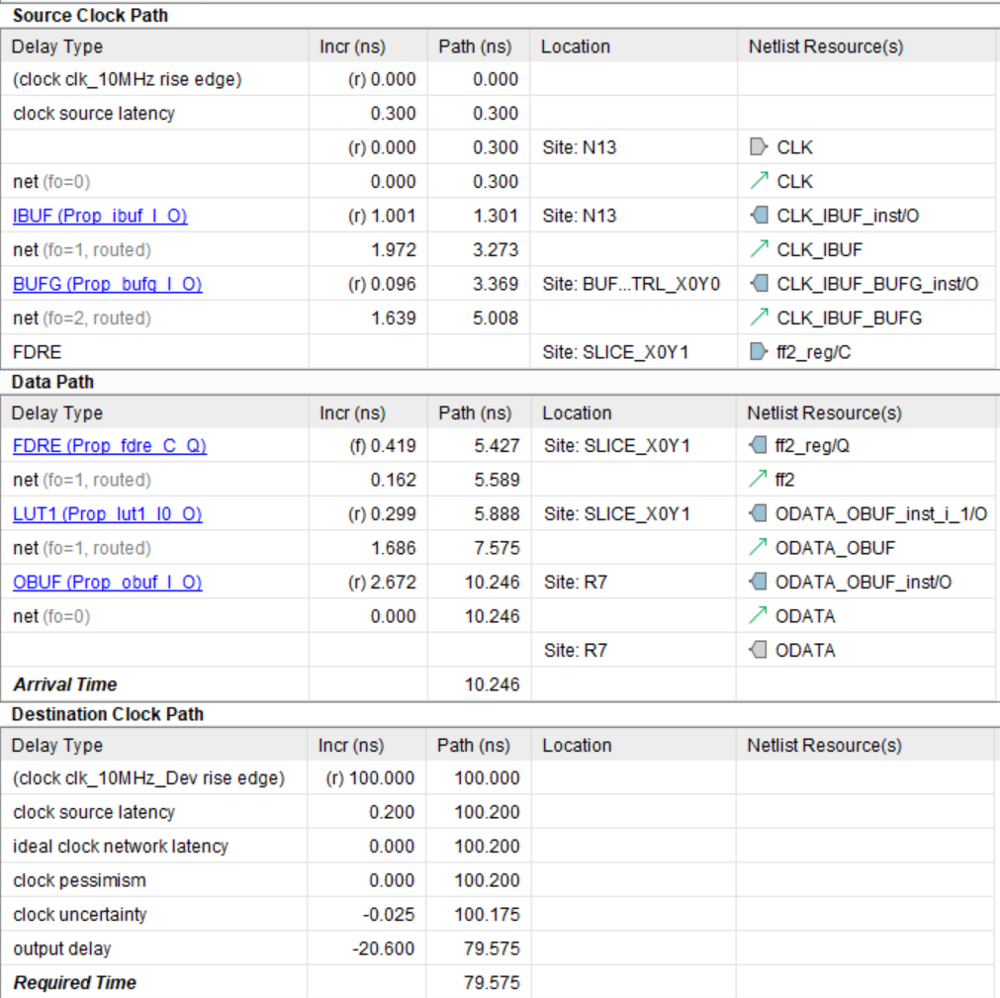 Source Clock Path
Delay Type Incr (ns) Path (ns) Location Netlist Resource(s)
(clock clk_10MHz rise edge) (r) 0.000 0.000
clock source latency 0.300 0.300
(r) 0.000 0.300 Site: N13 CLK
net (fo=0) 0.000 0.300 CLK
IBUF (Prop_ibuf_I_O) (r) 1.001 1.301 Site: N13 CLK_IBUF_inst/O
net (fo=1, routed) 1.972 3.273 CLK_IBUF
BUFG (Prop_bufg_I_O) (r) 0.096 3.369 Site: BUF...TRL_X0Y0 CLK_IBUF_BUFG_inst/O
net (fo=2, routed) 1.639 5.008 CLK_IBUF_BUFG
FDRE Site: SLICE_X0Y1 ff2_reg/C
Data Path
Delay Type Incr (ns) Path (ns) Location Netlist Resource(s)
FDRE (Prop_fdre_C_Q) (f) 0.419 5.427 Site: SLICE_X0Y1 ff2_reg/Q
net (fo=1, routed) 0.162 5.589 ff2
LUT1 (Prop_lut1_I0_O) (r) 0.299 5.888 Site: SLICE_X0Y1 ODATA_OBUF_inst_i_1/O
net (fo=1, routed) 1.686 7.575 ODATA_OBUF
OBUF (Prop_obuf_I_O) (r) 2.672 10.246 Site: R7 ODATA_OBUF_inst/O
net (fo=0) 0.000 10.246 ODATA
Site: R7 ODATA
Arrival Time 10.246
Destination Clock Path
Delay Type Incr (ns) Path (ns) Location Netlist Resource(s)
(clock clk_10MHz_Dev rise edge) (r) 100.000 100.000
clock source latency 0.200 100.200
ideal clock network latency 0.000 100.200
clock pessimism 0.000 100.200
clock uncertainty -0.025 100.175
output delay -20.600 79.575
Required Time 79.575